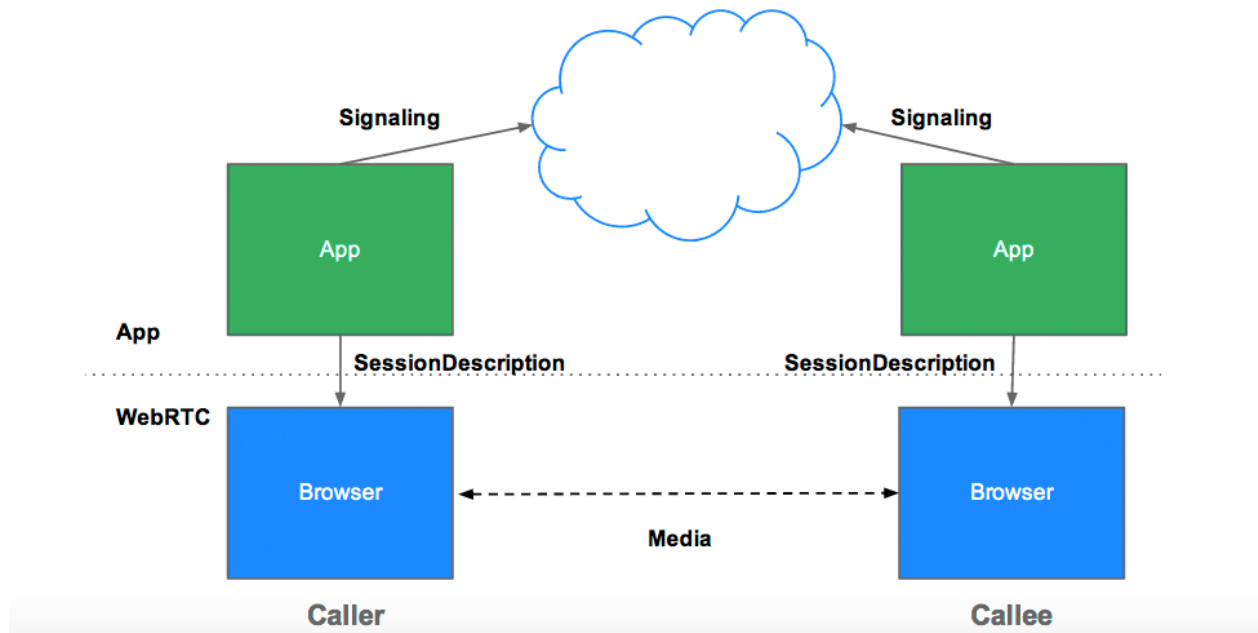 Signaling
Signaling
App
App
App
SessionDescription
SessionDescription
WebRTC
Browser
Browser
Media
Caller
Callee